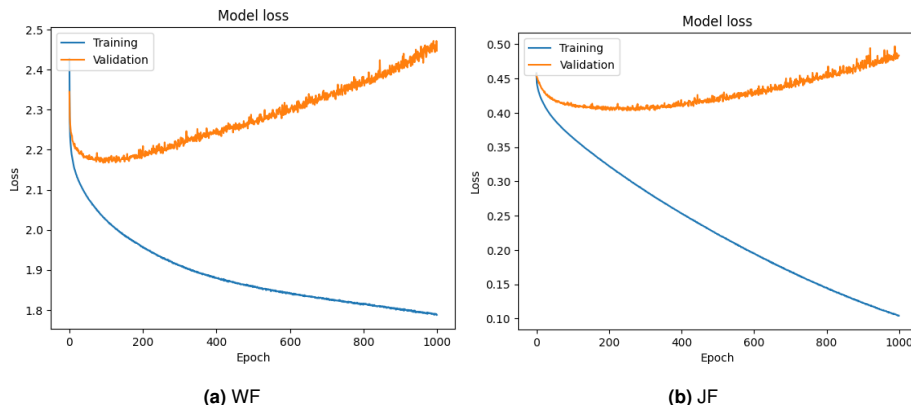 Model loss
Training
Validation
2.5
2.4
2.3
2.2
2.1
2.0
1.9
1.8
Loss
0
200
400
600
800
1000
Epoch
(a) WF
Model loss
Training
Validation
0.50
0.45
0.40
0.35
0.30
0.25
0.20
0.15
0.10
Loss
0
200
400
600
800
1000
Epoch
(b) JF